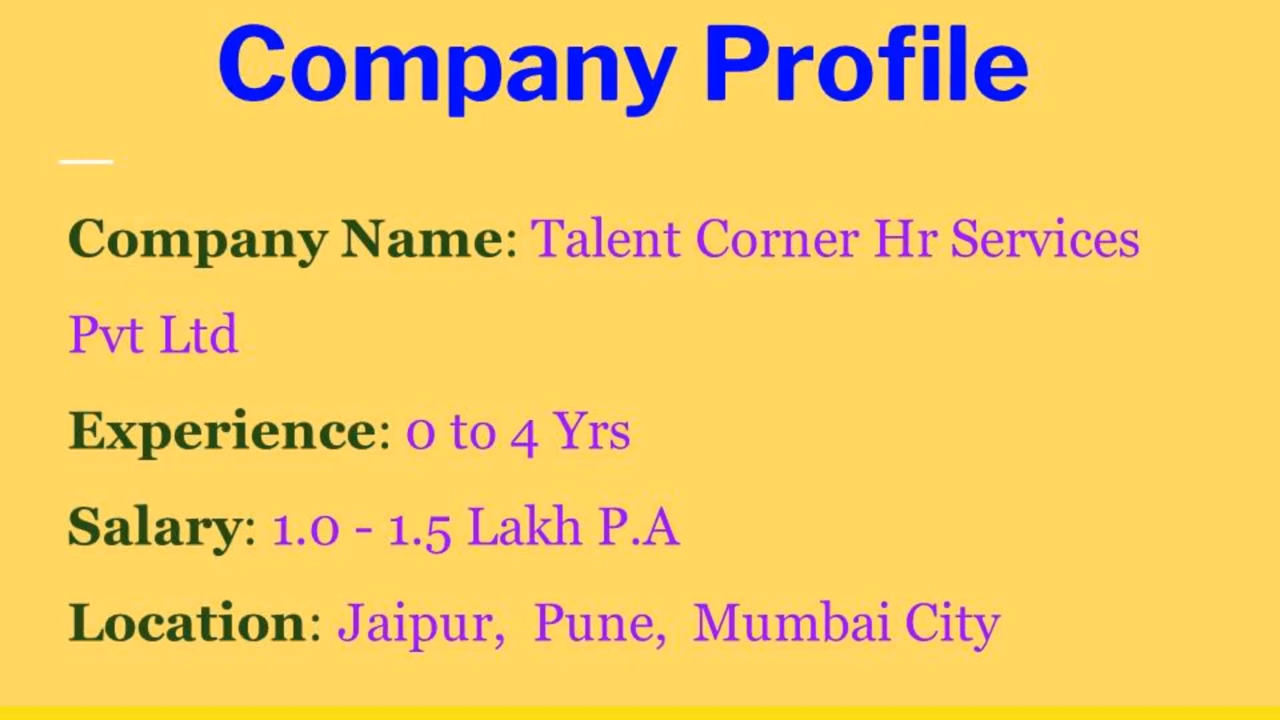 Company Profile
Company Name: Talent Corner Hr Services
Pvt Ltd
Experience: 0 to 4 Yrs
Salary: 1.0 - 1.5 Lakh P.A
Location: Jaipur, Pune, Mumbai City